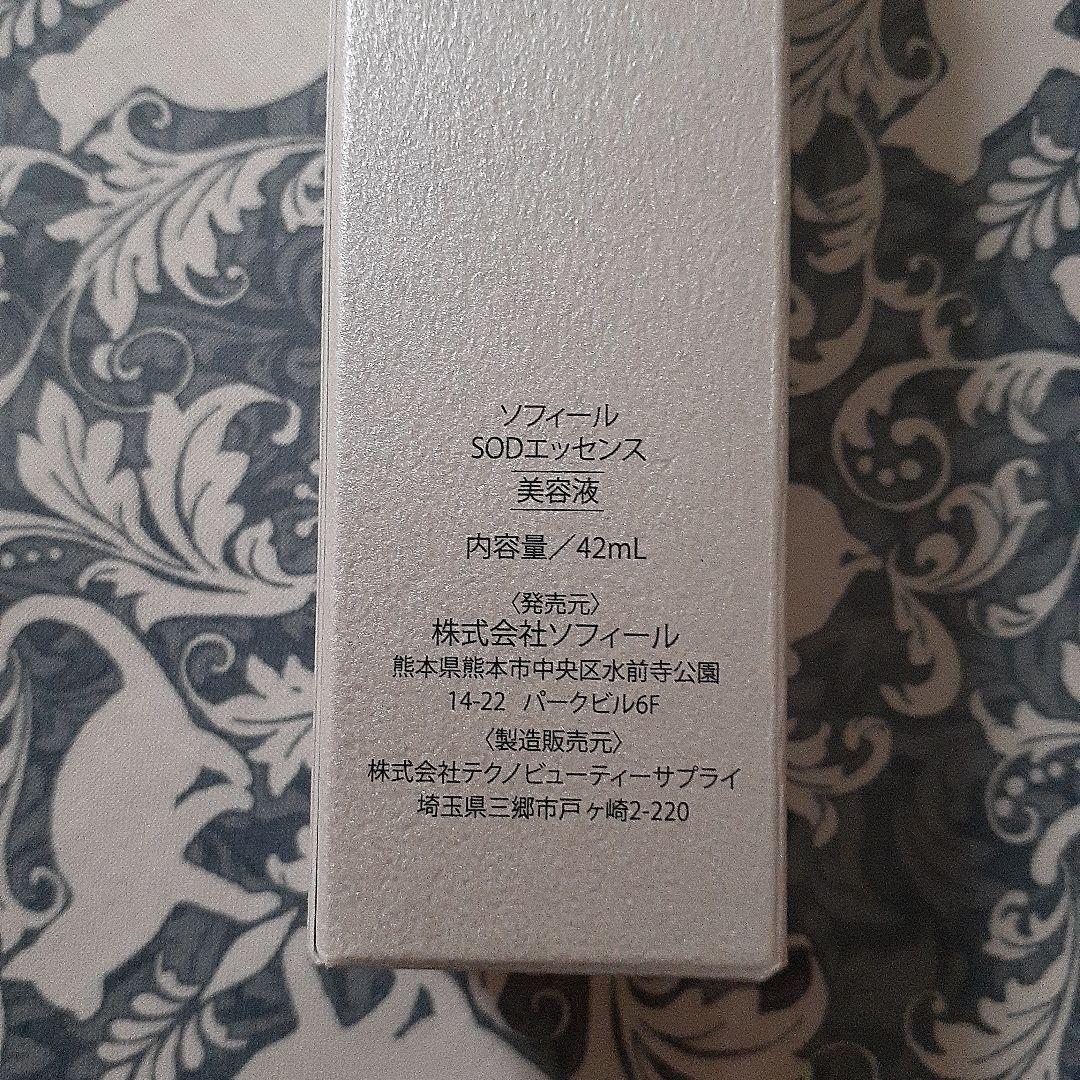 ソフィール
SODエッセンス
美容液
内容量／42mL
〈発売元〉
株式会社ソフィール
熊本県熊本市中央区水前寺公園
14-22 パークビル6F
〈製造販売元〉
株式会社テクノビューティーサプライ
埼玉県三郷市戸ヶ崎2-220